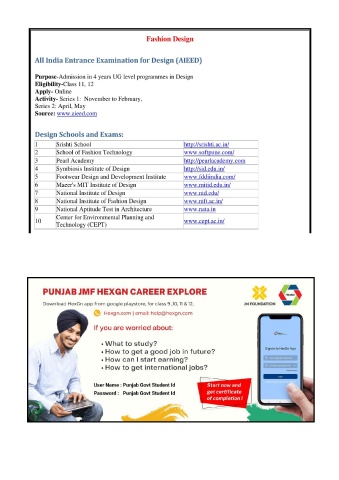 Fashion Design
All India Entrance Examination for Design (AIEED)
Purpose-Admission in 4 years UG level programmes in Design
Eligibility-Class 11, 12
Apply- Online
Activity- Series 1: November to February,
Series 2: April, May
Source: www.aieed.com
Design Schools and Exams:
1 Srishti School http://srishti.ac.in/
2 School of Fashion Technology www.softpune.com/
3 Pearl Academy http://pearlacademy.com
4 Symbiosis Institute of Design http://sid.edu.in/
5 Footwear Design and Development Institute www.fddiindia.com/
6 Maeer's MIT Institute of Design www.mitid.edu.in/
7 National Institute of Design www.nid.edu/
8 National Institute of Fashion Design www.nift.ac.in/
9 National Aptitude Test in Architecture www.nata.in
10 Center for Environmental Planning and Technology (CEPT) www.cept.ac.in/
PUNJAB JMF HEXGN CAREER EXPLORE
Download HexGn app from google playstore, for class 9 ,10, 11 & 12.
Hexgn.com | email: help@hexgn.com
JM FOUNDATION
If you are worried about:
• What to study?
• How to get a good job in future?
• How can I start earning?
• How to get international jobs?
User Name : Punjab Govt Student Id
Password : Punjab Govt Student Id
Start now and
get certificate
of completion !